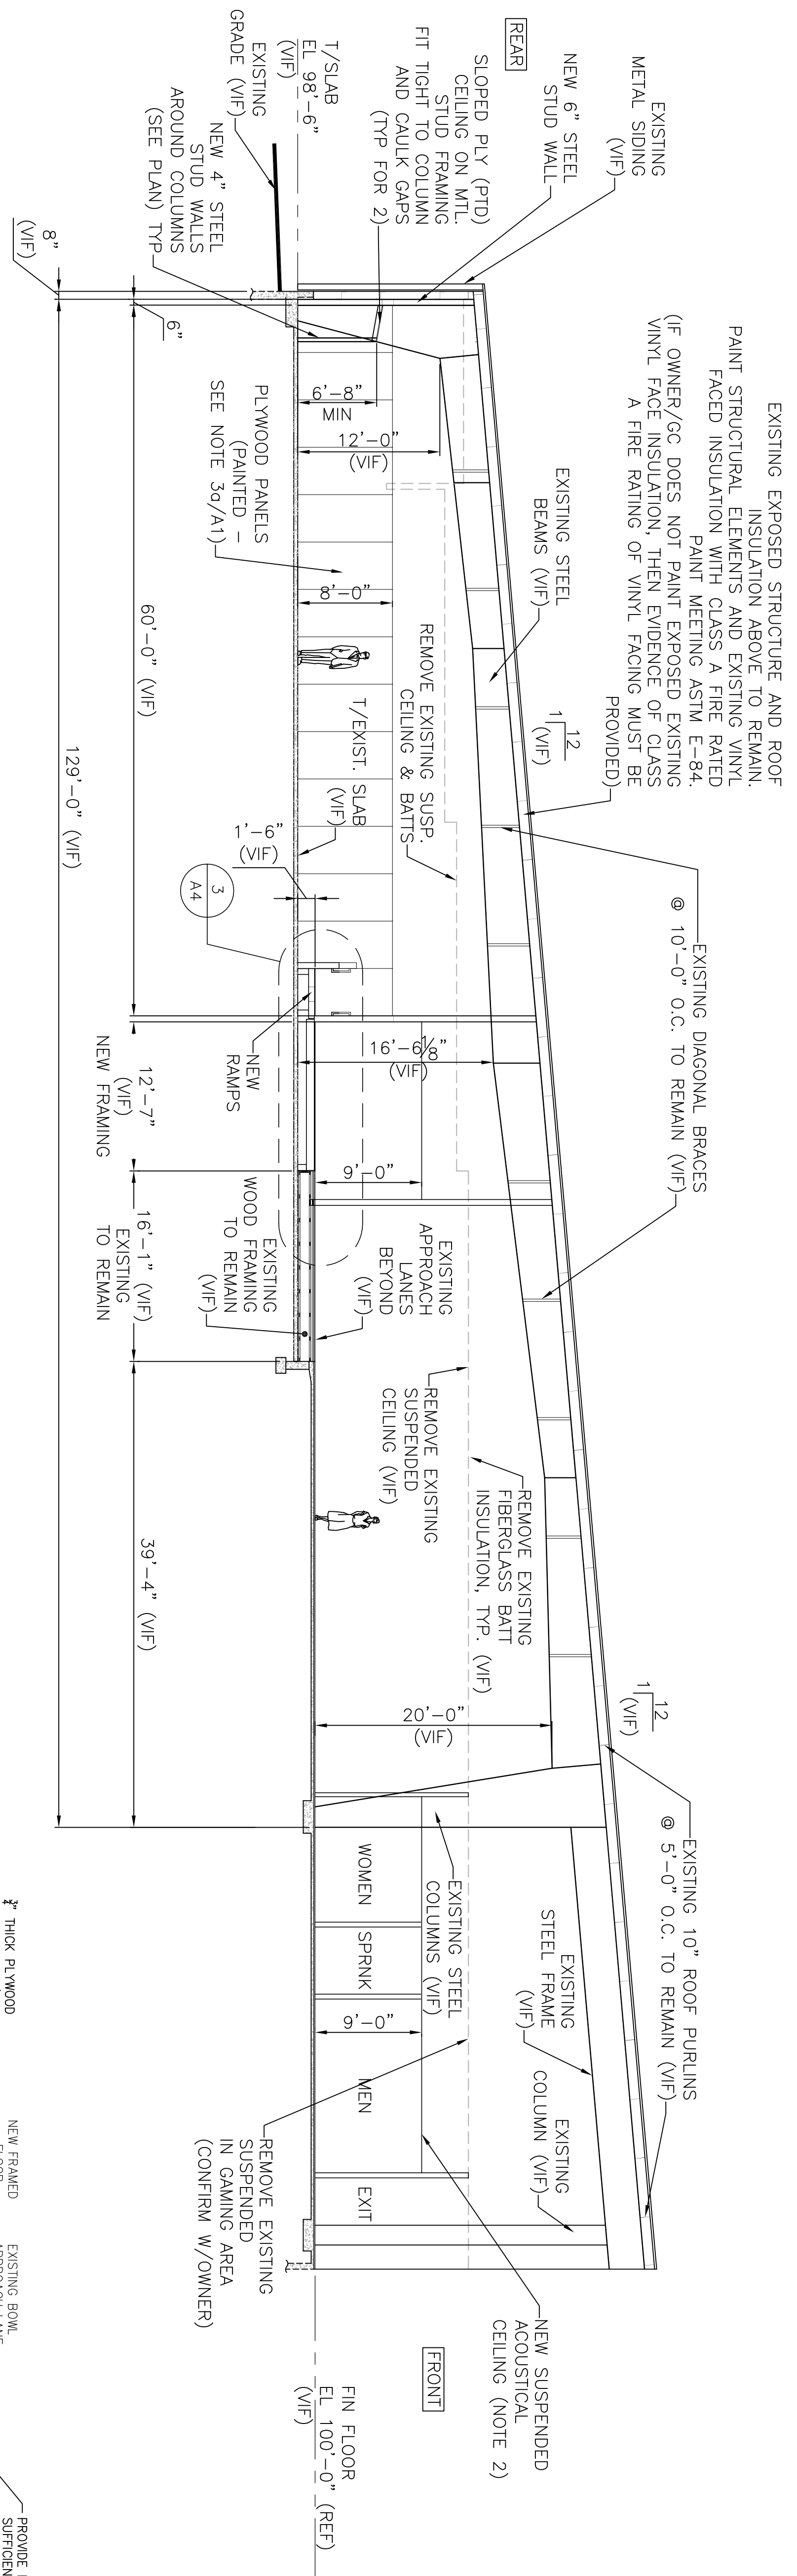 EXISTING EXPOSED STRUCTURE AND ROOF
INSULATION ABOVE TO REMAIN.
PAINT STRUCTURAL ELEMENTS AND EXISTING VINYL
FACED INSULATION WITH CLASS A FIRE RATED
PAINT MEETING ASTM E-84.
(IF OWNER/GC DOES NOT PAINT EXPOSED EXISTING
VINYL FACE INSULATION, THEN EVIDENCE OF CLASS
A FIRE RATING OF VINYL FACING MUST BE
PROVIDED)
EXISTING
METAL SIDING
(VIF)
NEW 6" STEEL
STUD WALL
REAR
SLOPED PLY (PTD)
CEILING ON MTL.
STUD FRAMING
FIT TIGHT TO COLUMN
AND CAULK GAPS
(TYP FOR 2)
T/SLAB
EL 98'-6"
(VIF)
EXISTING
GRADE (VIF)
NEW 4" STEEL
STUD WALLS
AROUND COLUMNS
(SEE PLAN) TYP
8"
(VIF)
6"
6'-8"
MIN
12'-0"
(VIF)
PLYWOOD PANELS
(PAINTED -
SEE NOTE 3a/A1)
8'-0"
EXISTING STEEL
BEAMS (VIF)
12
1
(VIF)
REMOVE EXISTING SUSP.
CEILING & BATTS
T/EXIST. SLAB
(VIF)
1'-6"
(VIF)
3
A4
60'-0" (VIF)
129'-0" (VIF)
EXISTING DIAGONAL BRACES
@ 10'-0" O.C. TO REMAIN (VIF)
16'-6 1/8"
(VIF)
NEW
RAMPS
12'-7"
(VIF)
NEW FRAMING
9'-0"
EXISTING
APPROACH
LANES
BEYOND
(VIF)
EXISTING
WOOD FRAMING
TO REMAIN
(VIF)
16'-1" (VIF)
EXISTING
TO REMAIN
REMOVE EXISTING
SUSPENDED
CEILING (VIF)
REMOVE EXISTING
FIBERGLASS BATT
INSULATION, TYP. (VIF)
39'-4" (VIF)
20'-0"
(VIF)
12
1
(VIF)
EXISTING 10" ROOF PURLINS
@ 5'-0" O.C. TO REMAIN (VIF)
EXISTING
STEEL FRAME
(VIF)
EXISTING
COLUMN (VIF)
EXISTING STEEL
COLUMNS (VIF)
WOMEN
SPRNK
9'-0"
MEN
EXIT
REMOVE EXISTING
SUSPENDED
IN GAMING AREA
(CONFIRM W/OWNER)
NEW SUSPENDED
ACOUSTICAL
CEILING (NOTE 2)
FRONT
FIN FLOOR
EL 100'-0" (REF)
(VIF)
3/4" THICK PLYWOOD
NEW FRAMED
EXISTING BOWL
PROVIDE
SUFFICIEN